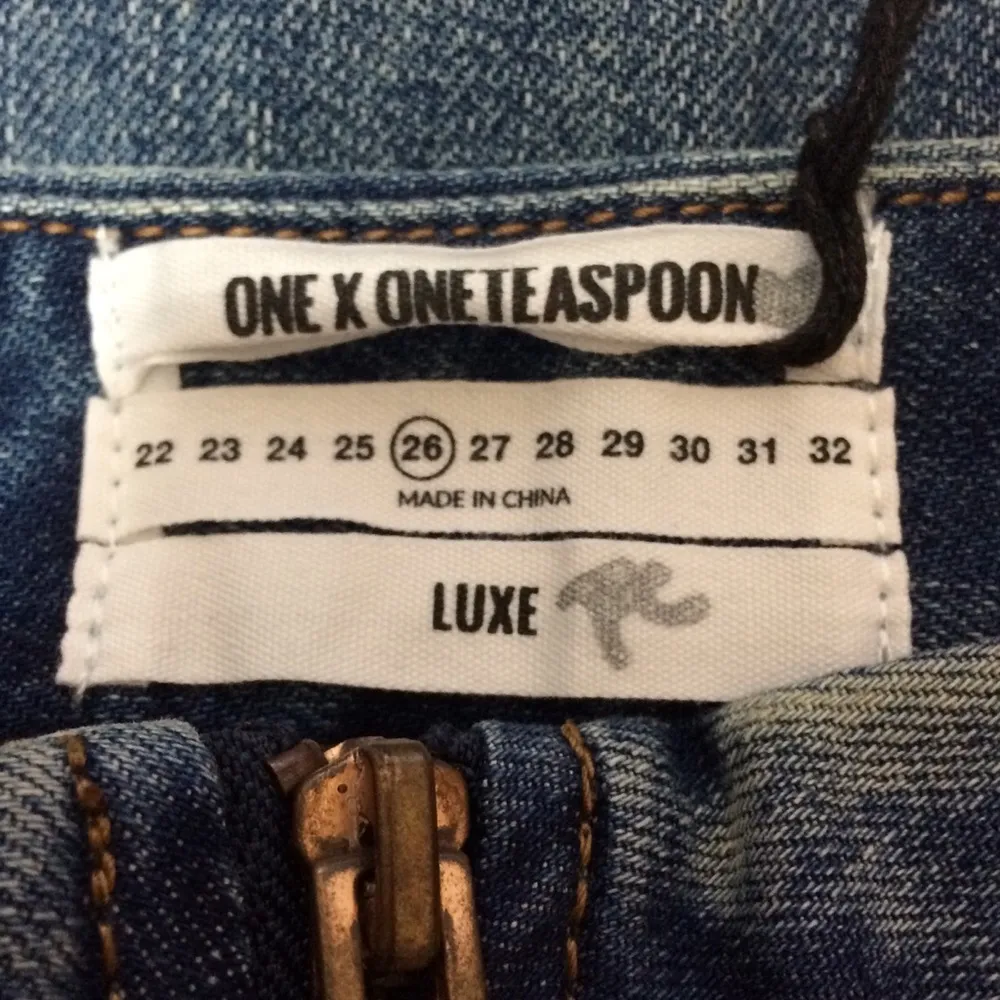 ONE X ONETEASPOON
22 23 24 25 26 27 28 29 30 31 32
MADE IN CHINA
LUXE